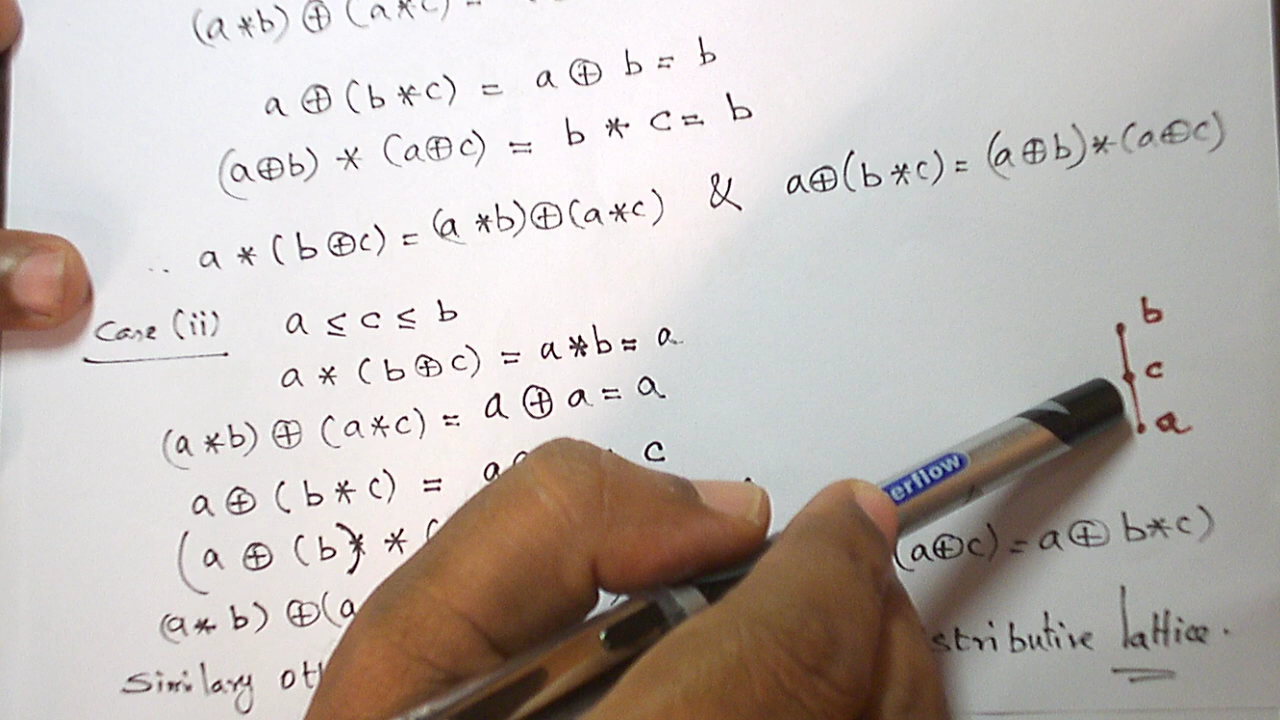 (a*b) ⊕ (a*c) =
a ⊕ (b*c) = a ⊕ b = b
(a⊕b) * (a⊕c) = b * c = b
∴ a * (b⊕c) = (a*b)⊕(a*c) & a⊕(b*c) = (a⊕b)*(a⊕c)
Case (ii) a ≤ c ≤ b
a * (b⊕c) = a*b = a
(a*b) ⊕ (a*c) = a ⊕ a = a
a ⊕ (b*c) = a c
(a ⊕ (b) * (
(a*b) ⊕(a (a⊕c) = a⊕ b*c)
Similary stributive lattice.
b
c
a
erflow